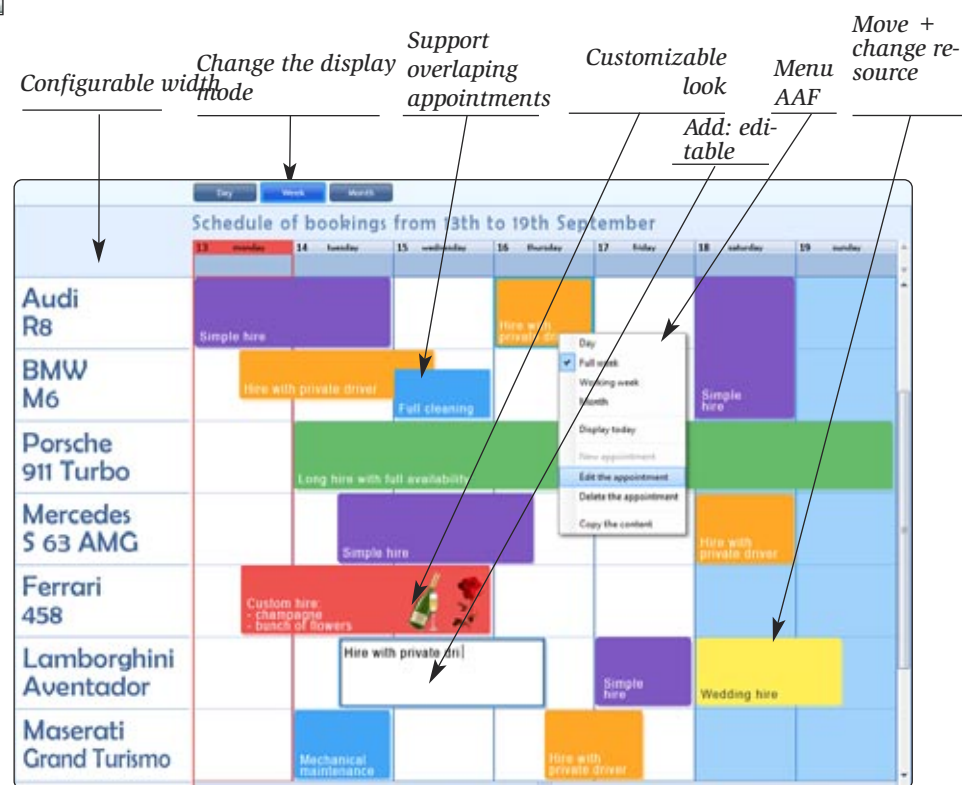 Move +
change re-
source
Support
overlaping
appointments
Customizable
look
Change the display
mode
Menu
AAF
Configurable width
Add: edi-
table
Day
Week
Month
Schedule of bookings from 13th to 19th September
13 monday 14 tuesday 15 wednesday 16 thursday 17 friday 18 saturday 19 sunday
Audi
R8
Simple hire
Hire with
private dri
Simple
hire
BMW
M6
Hire with private driver
Full cleaning
Day
Full week
Working week
Month
Display today
New appointment
Edit the appointment
Delete the appointment
Copy the content
Porsche
911 Turbo
Long hire with full availability
Mercedes
S 63 AMG
Simple hire
Hire with
private driver
Ferrari
458
Custom hire:
- champagne
- bunch of flowers
Lamborghini
Aventador
Hire with private dri
Simple
hire
Wedding hire
Maserati
Grand Turismo
Mechanical
maintenance
Hire with
private driver